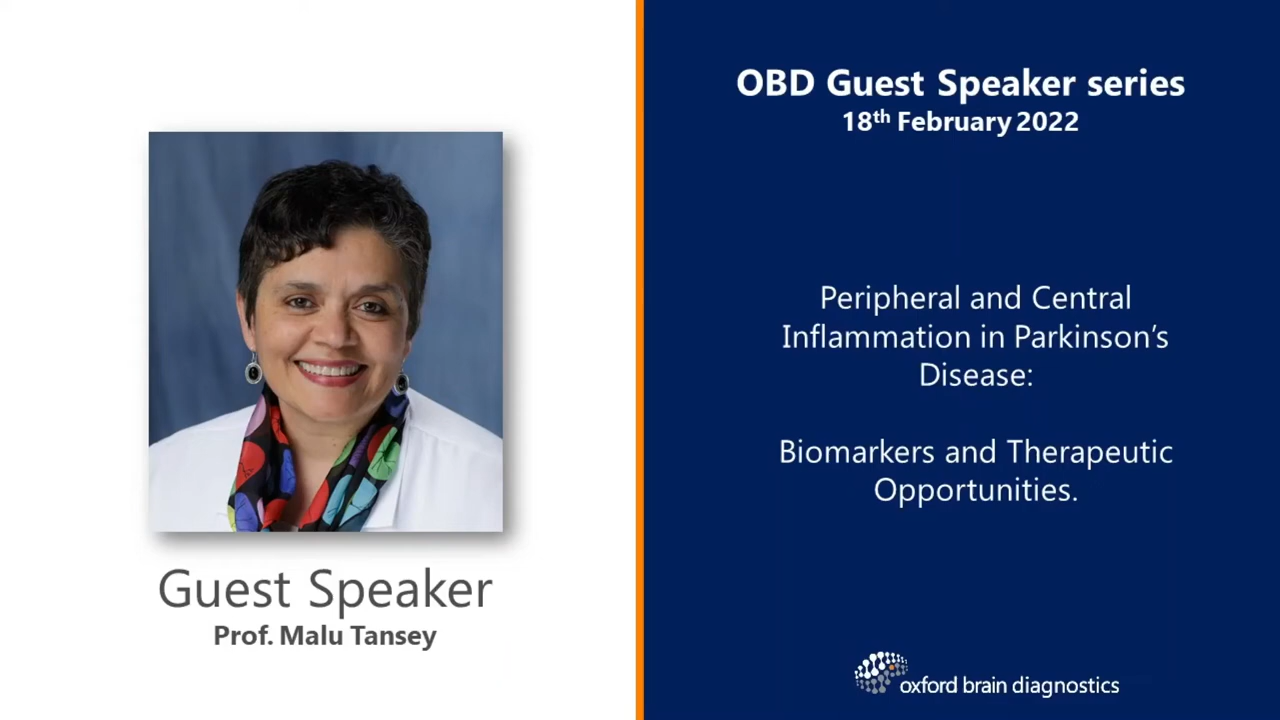 Guest Speaker
Prof. Malu Tansey
OBD Guest Speaker series
18th February 2022
Peripheral and Central
Inflammation in Parkinson’s
Disease:
Biomarkers and Therapeutic
Opportunities.
oxford brain diagnostics